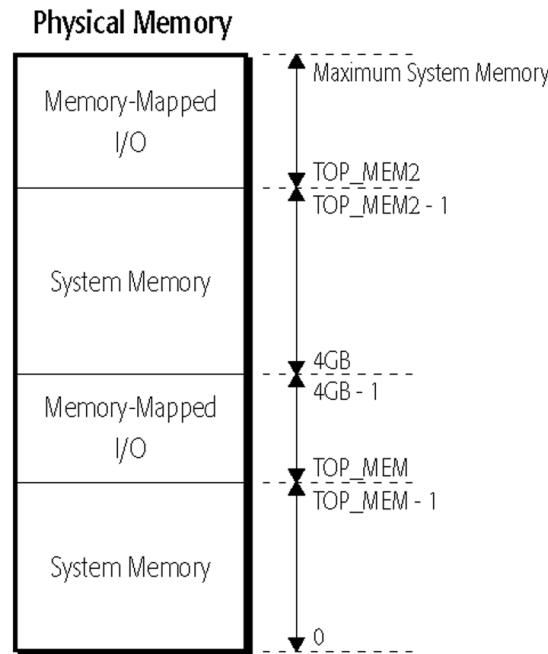 Physical Memory
Maximum System Memory
Memory-Mapped
I/O
TOP_MEM2
TOP_MEM2 - 1
System Memory
4GB
4GB - 1
Memory-Mapped
I/O
TOP_MEM
TOP_MEM - 1
System Memory
0